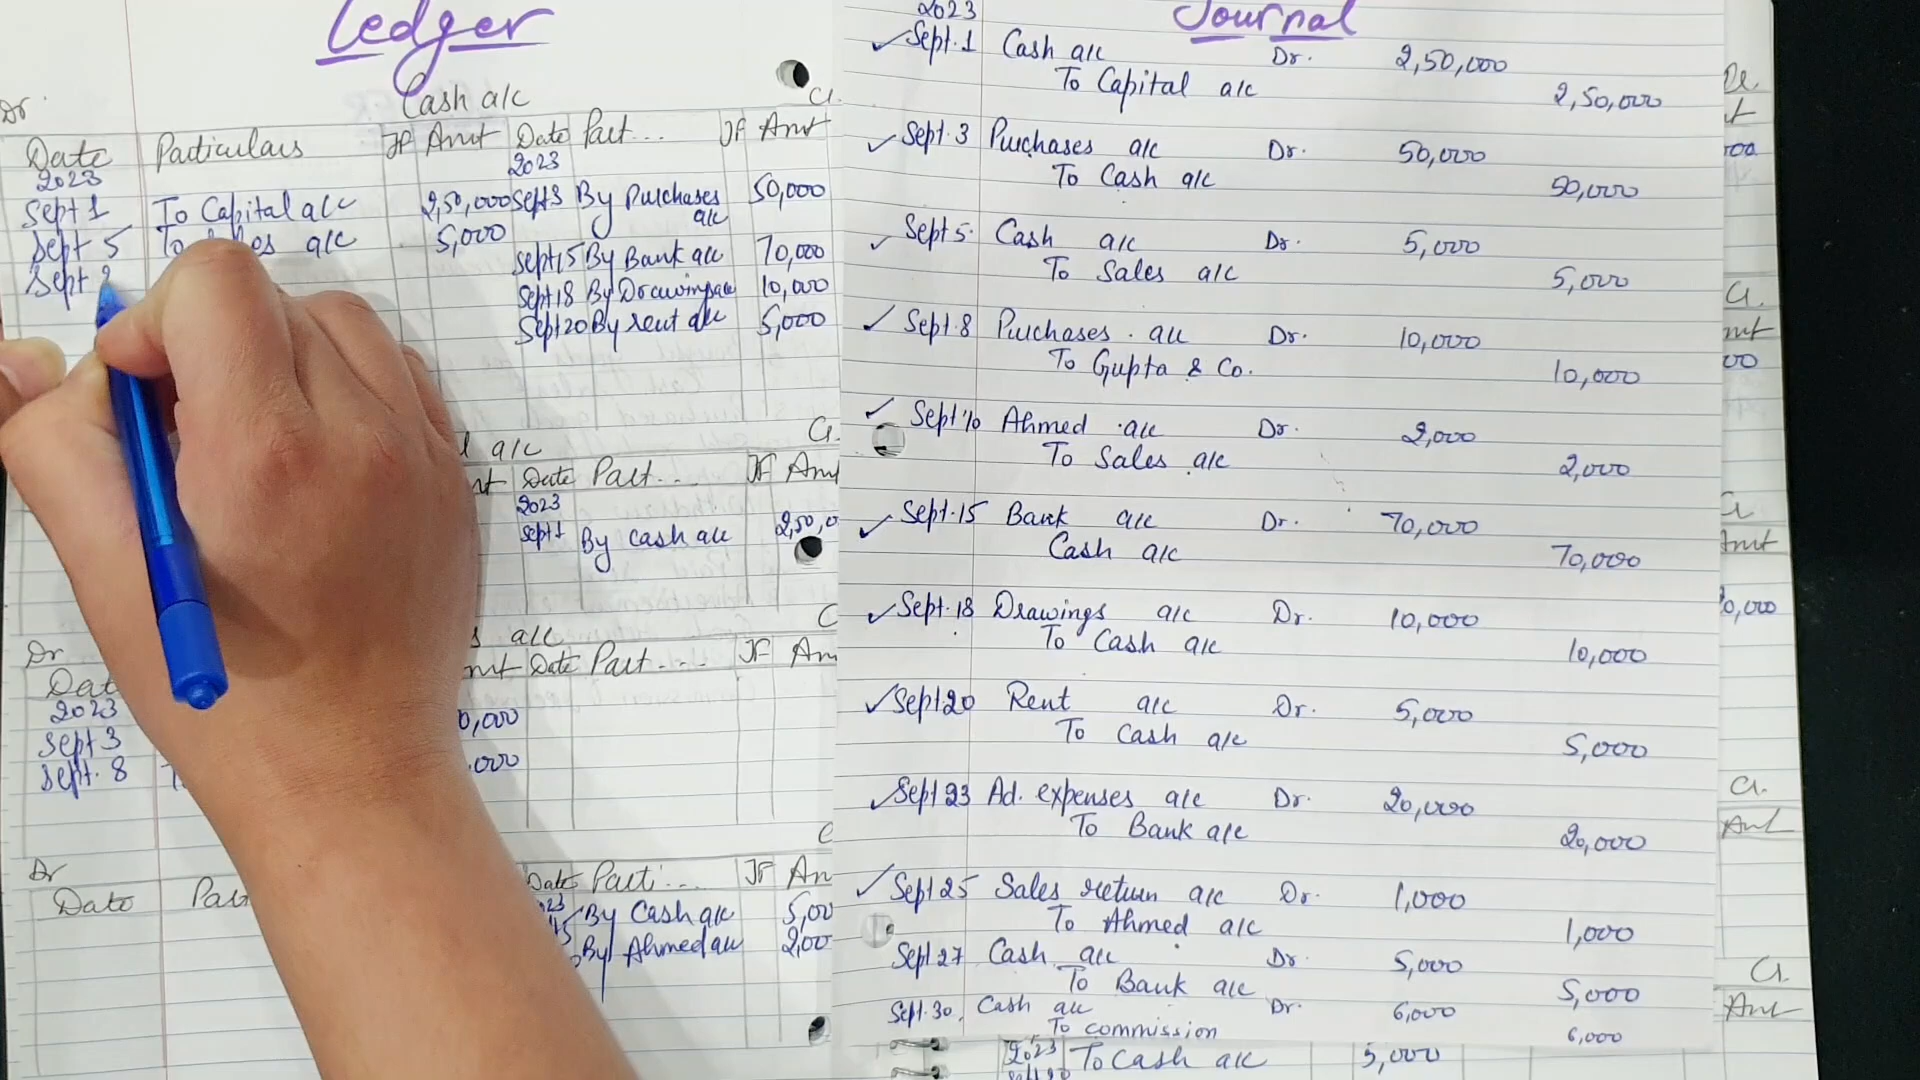 Ledger
Dr. Cash a/c Cr.
Date Particulars JF Amt Date Part... JF Amt
2023 2023
Sept 1 To Capital a/c 2,50,000 Sept 3 By Purchases a/c 50,000
Sept 5 To a/c 5,000
Sept 15 By Bank a/c 70,000
Sept 2
Sept 18 By Drawings a/c 10,000
Sept 20 By rent a/c 5,000
a/c Cr.
Date Part... JF Amt
2023
Sept 1 By cash a/c
a/c
Dr
Date Part... JF Am
2023
Sept 3
Sept. 8
Dr
Date Part Date Parti... JF Am
By Cash a/c 5,00
By Ahmed a/c 2,00
Journal
2023
Sept. 1 Cash a/c Dr. 2,50,000
To Capital a/c 2,50,000
Sept. 3 Purchases a/c Dr. 50,000
To Cash a/c 50,000
Sept 5. Cash a/c Dr. 5,000
To Sales a/c 5,000
Sept. 8 Purchases a/c Dr. 10,000
To Gupta & Co. 10,000
Sept 10 Ahmed a/c Dr. 2,000
To Sales a/c 2,000
Sept. 15 Bank a/c Dr. 70,000
Cash a/c 70,000
Sept. 18 Drawings a/c Dr. 10,000
To Cash a/c 10,000
Sept 20 Rent a/c Dr. 5,000
To Cash a/c 5,000
Sept 23 Ad. expenses a/c Dr. 20,000
To Bank a/c 20,000
Sept 25 Sales return a/c Dr. 1,000
To Ahmed a/c 1,000
Sept 27 Cash a/c Dr. 5,000
To Bank a/c 5,000
Sept. 30. Cash a/c Dr. 6,000
To commission 6,000
2023 To Cash a/c 5,000